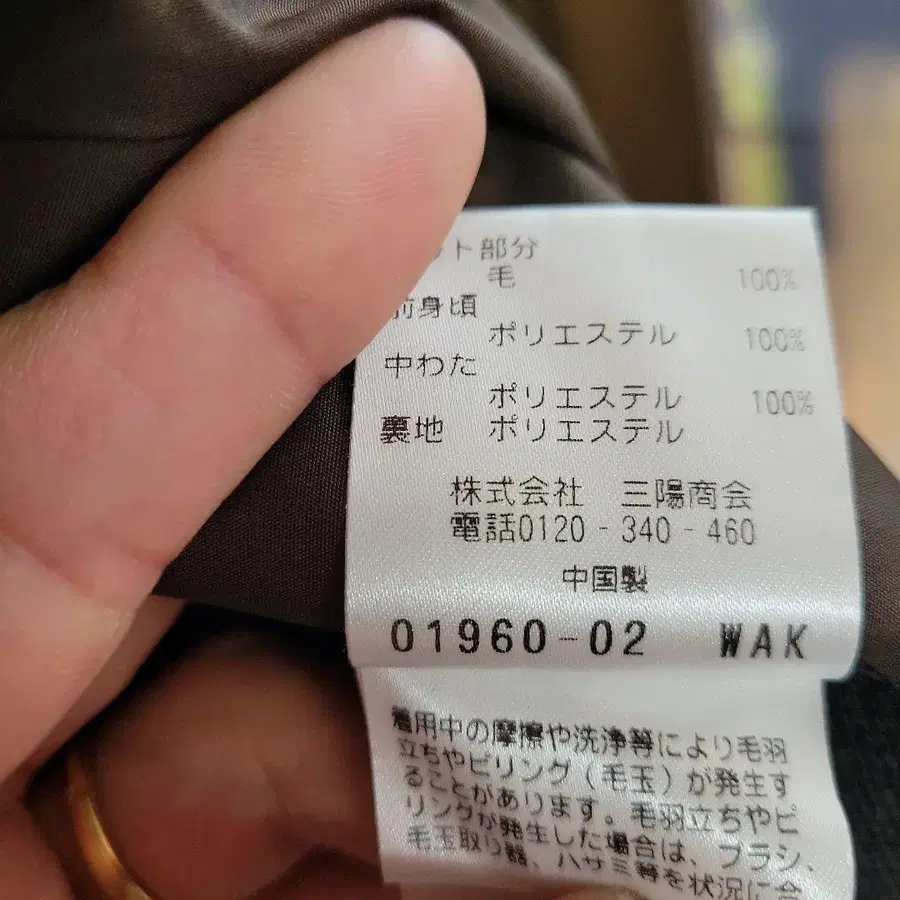 ト部分
毛 100%
前身頃
ポリエステル 100%
中わた
ポリエステル 100%
裏地 ポリエステル
株式会社 三陽商会
電話0120-340-460
中国製
01960-02 WAK
着用中の摩擦や洗浄等により毛羽
立ちやピリング（毛玉）が発生す
ることがあります。毛羽立ちやピ
リングが発生した場合は、ブラシ、
毛玉取り器、ハサミ等を状況に合